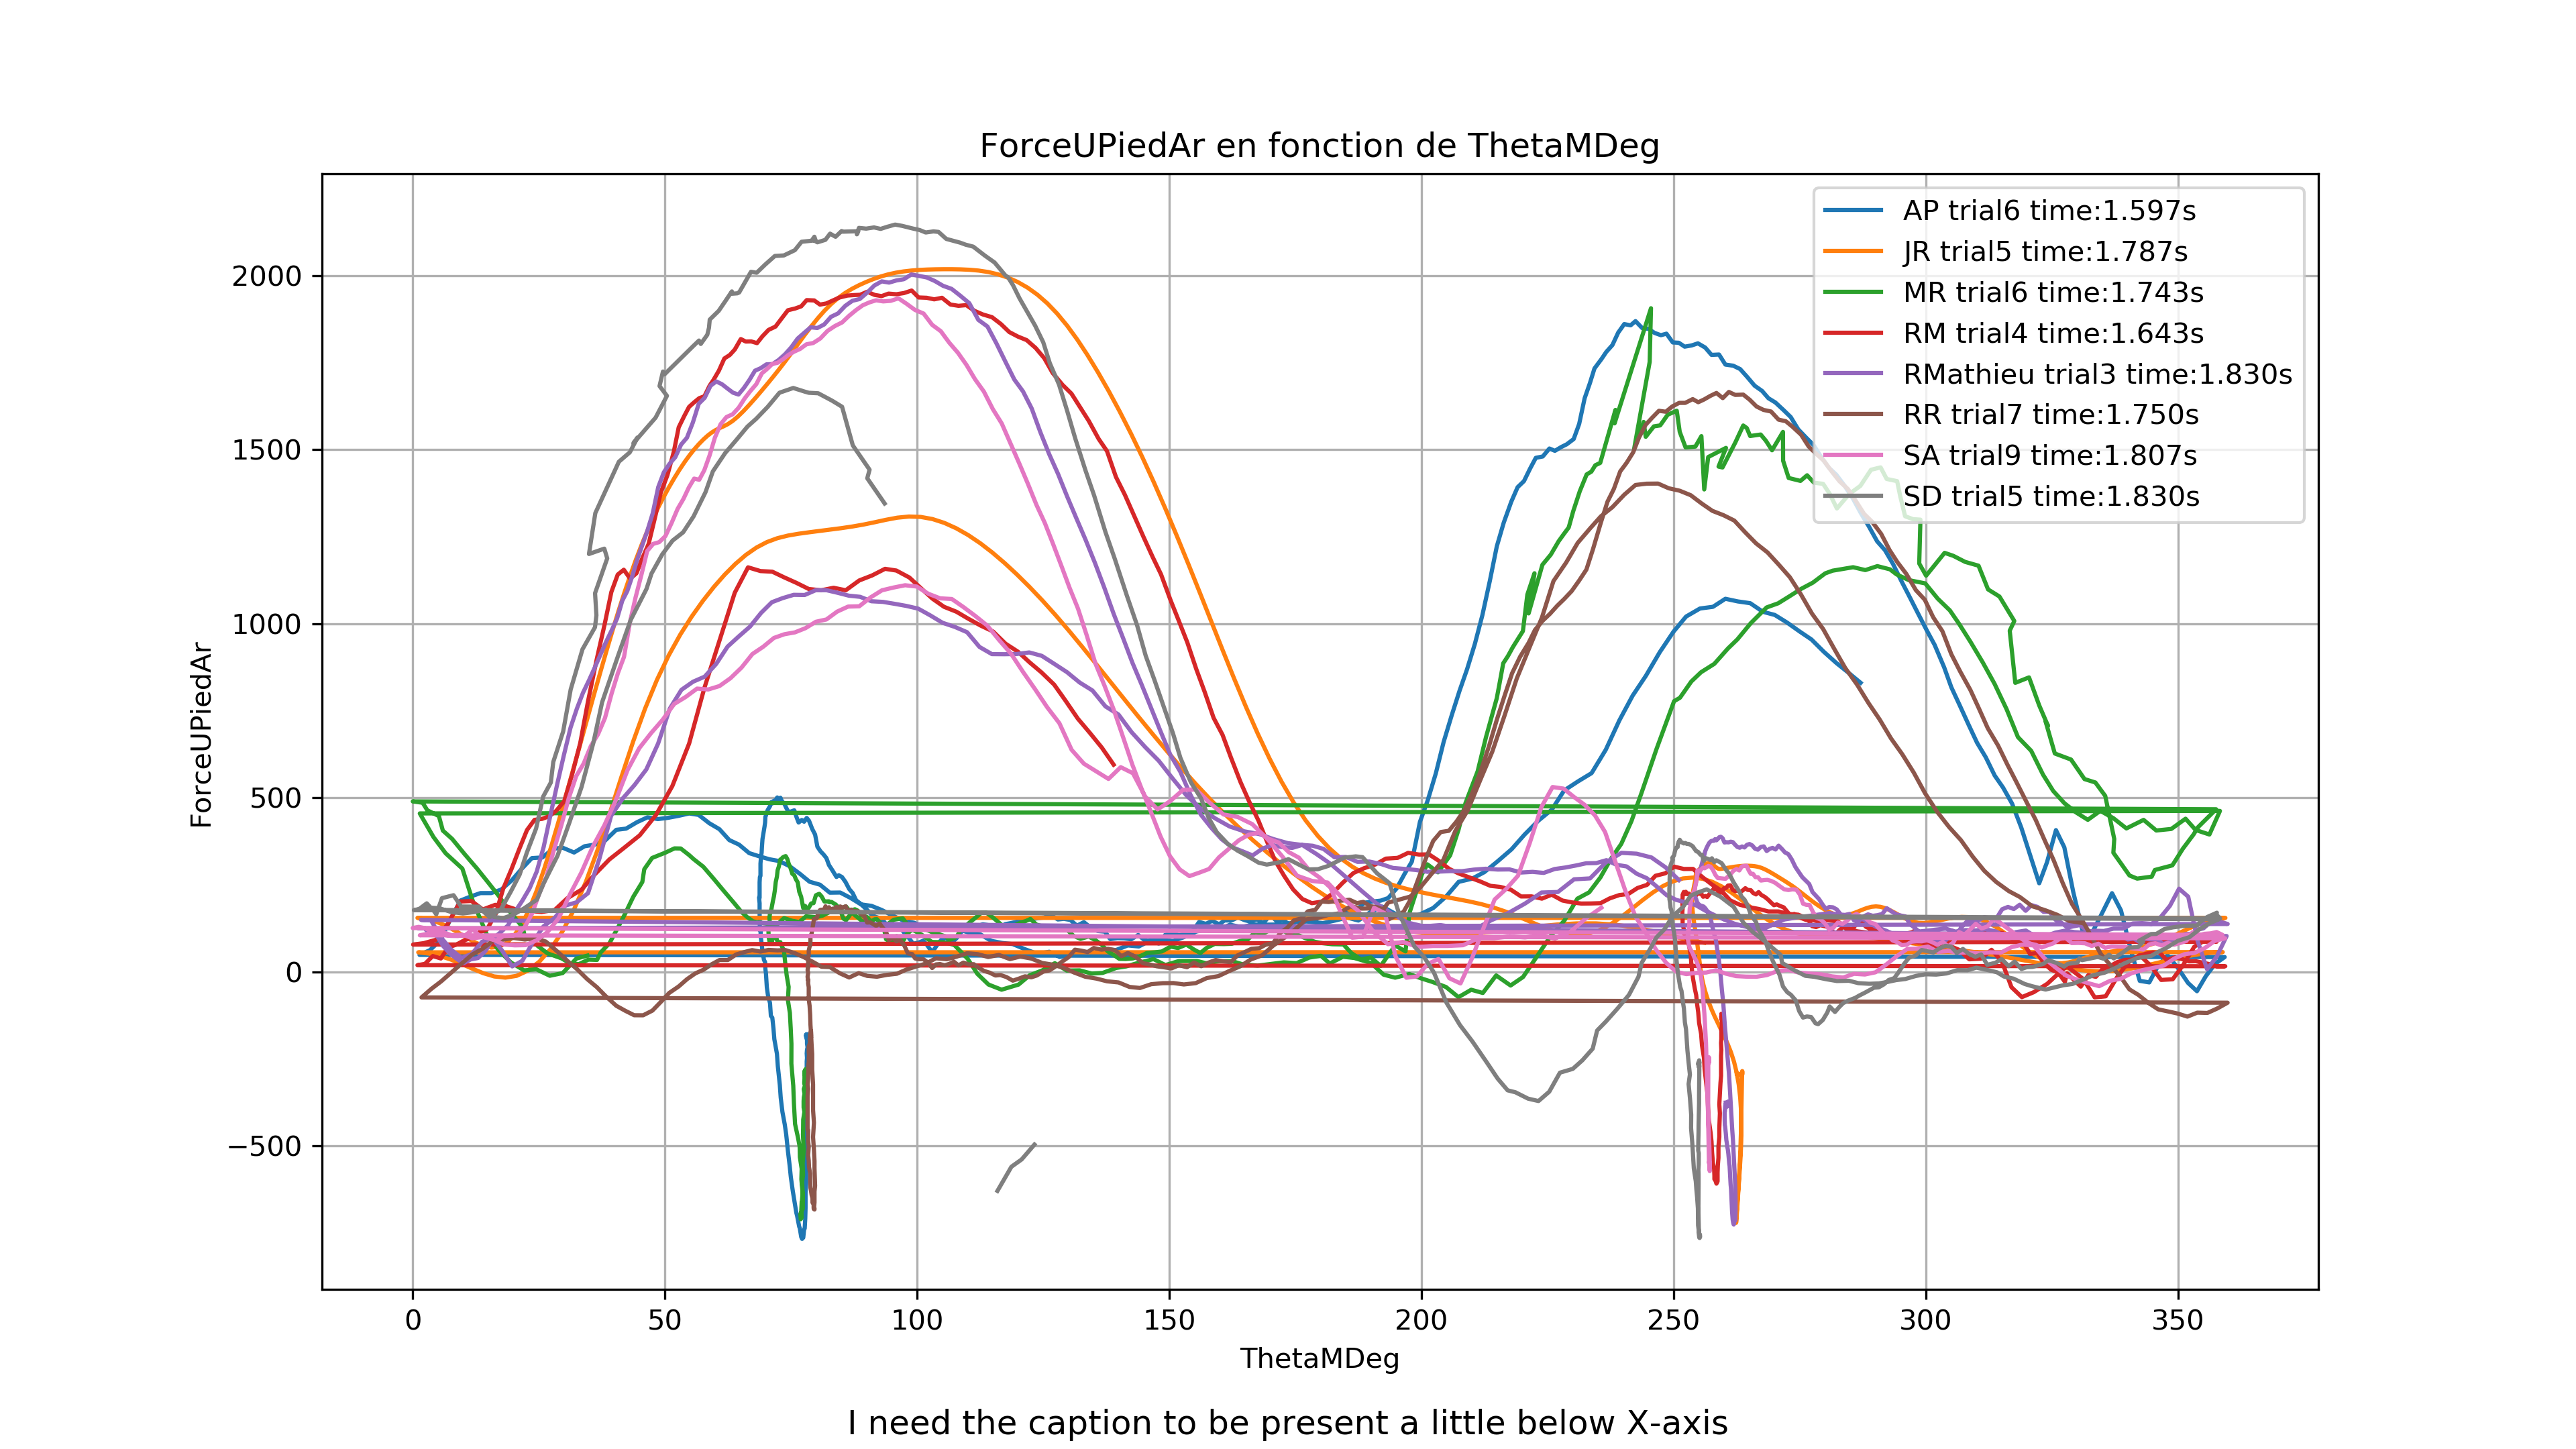 ForceUPiedAr en fonction de ThetaMDeg
AP trial6 time:1.597s
JR trial5 time:1.787s
MR trial6 time:1.743s
RM trial4 time:1.643s
RMathieu trial3 time:1.830s
RR trial7 time:1.750s
SA trial9 time:1.807s
SD trial5 time:1.830s
ForceUPiedAr
2000
1500
1000
500
0
−500
0 50 100 150 200 250 300 350
ThetaMDeg
I need the caption to be present a little below X-axis